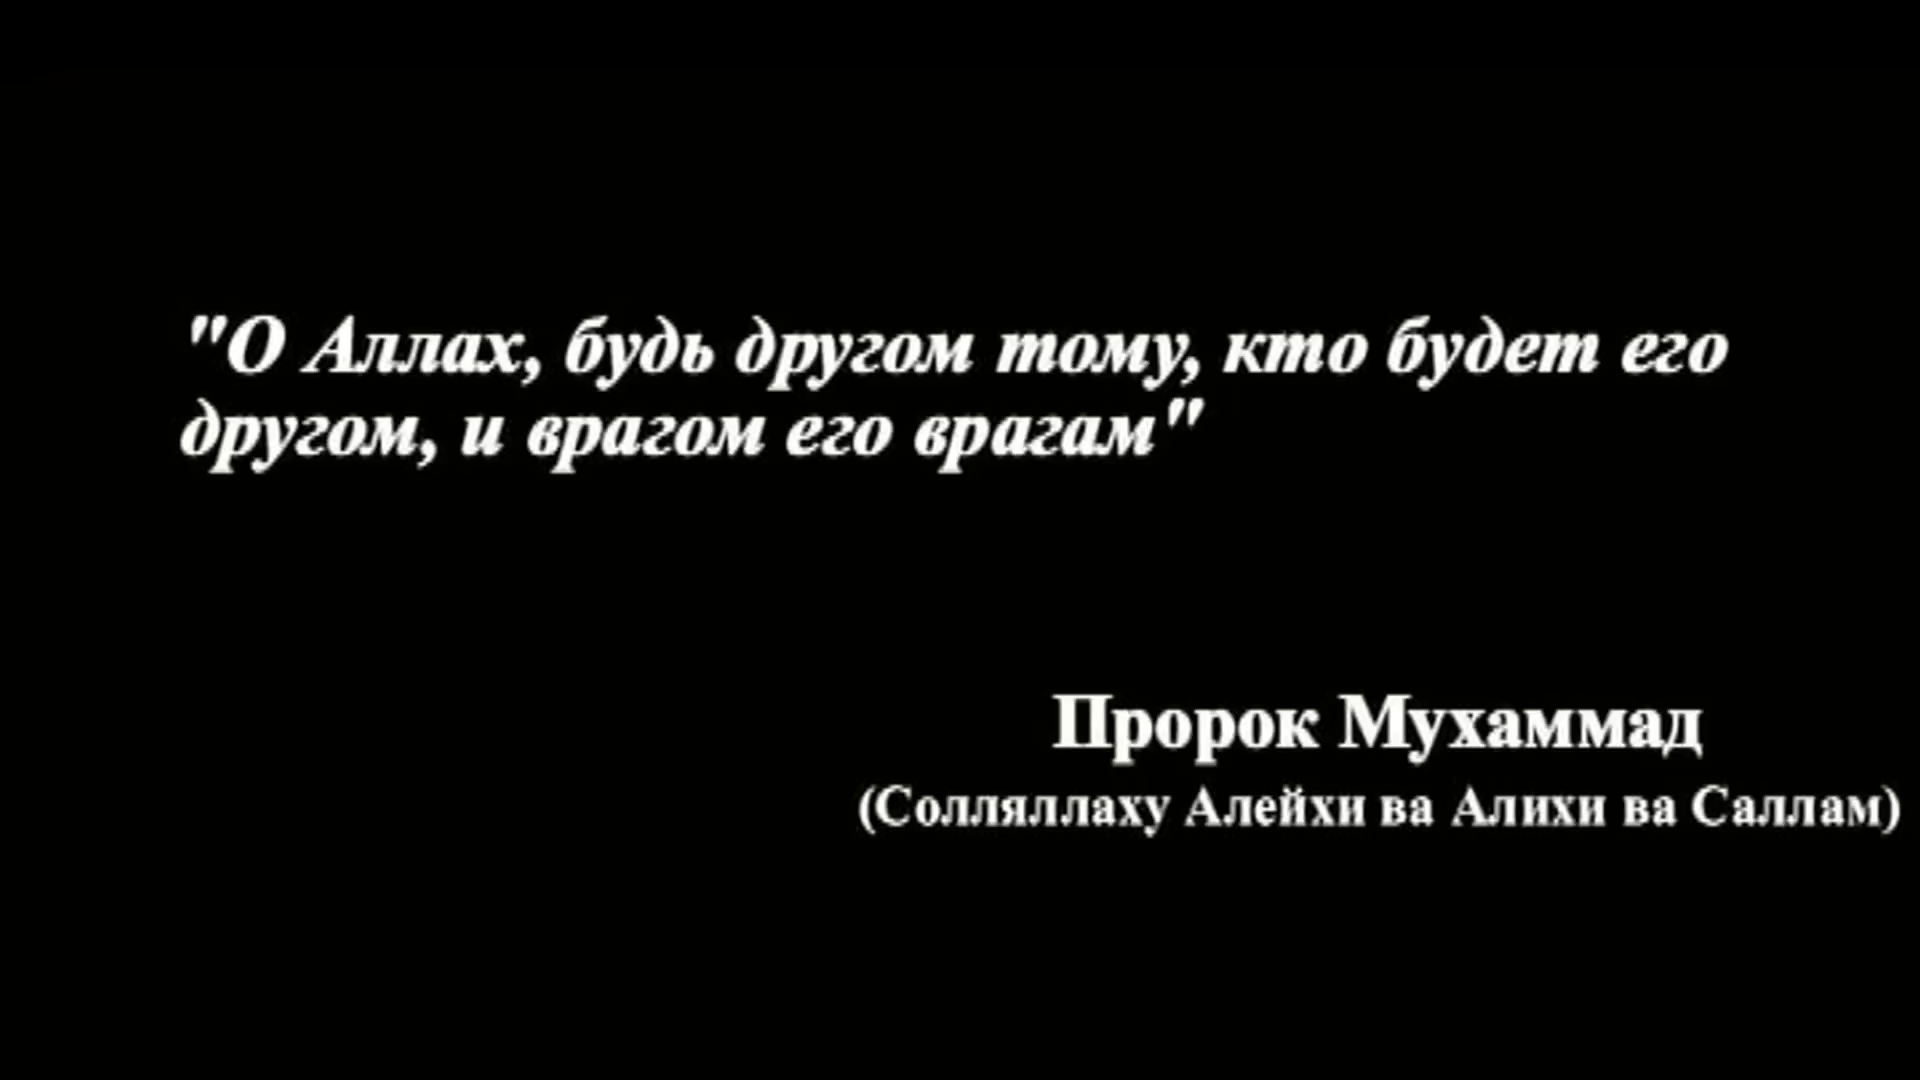 "О Аллах, будь другом тому, кто будет его
другом, и врагом его врагам"
Пророк Мухаммад
(Солляллаху Алейхи ва Алихи ва Саллам)